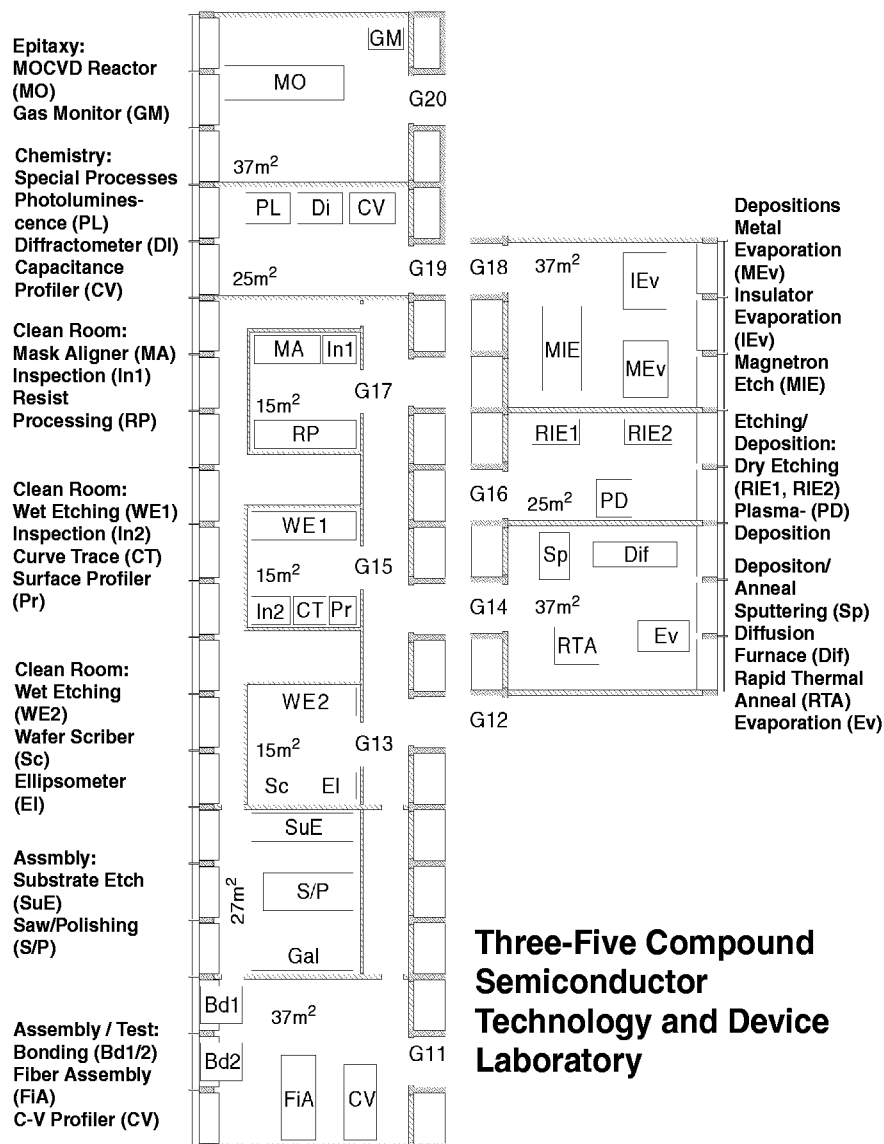 Epitaxy:
MOCVD Reactor
(MO)
Gas Monitor (GM)
Chemistry:
Special Processes
Photolumines-
cence (PL)
Diffractometer (DI)
Capacitance
Profiler (CV)
Clean Room:
Mask Aligner (MA)
Inspection (In1)
Resist
Processing (RP)
Clean Room:
Wet Etching (WE1)
Inspection (In2)
Curve Trace (CT)
Surface Profiler
(Pr)
Clean Room:
Wet Etching
(WE2)
Wafer Scriber
(Sc)
Ellipsometer
(El)
Assmbly:
Substrate Etch
(SuE)
Saw/Polishing
(S/P)
Assembly / Test:
Bonding (Bd1/2)
Fiber Assembly
(FiA)
C-V Profiler (CV)
GM
MO
G20
37m²
PL Di CV
25m²
G19
MA In1
G17
15m²
RP
WE1
15m²
G15
In2 CT Pr
WE2
15m²
G13
Sc El
SuE
27m²
S/P
Gal
Bd1
37m²
Bd2
G11
FiA CV
G18
37m²
IEv
MIE
MEv
RIE1 RIE2
G16
25m²
PD
Sp Dif
G14
37m²
RTA
Ev
G12
Depositions
Metal
Evaporation
(MEv)
Insulator
Evaporation
(IEv)
Magnetron
Etch (MIE)
Etching/
Deposition:
Dry Etching
(RIE1, RIE2)
Plasma- (PD)
Deposition
Depositon/
Anneal
Sputtering (Sp)
Diffusion
Furnace (Dif)
Rapid Thermal
Anneal (RTA)
Evaporation (Ev)
Three-Five Compound
Semiconductor
Technology and Device
Laboratory